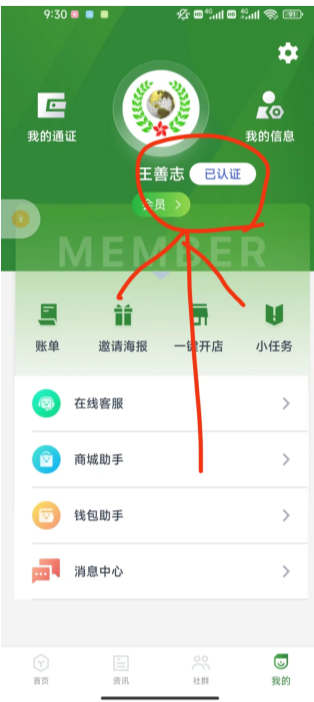 9:30
我的通证
我的信息
王善志 已认证
会员 >
MEMBER
账单 邀请海报 一键开店 小任务
在线客服
商城助手
钱包助手
消息中心
首页 资讯 社群 我的